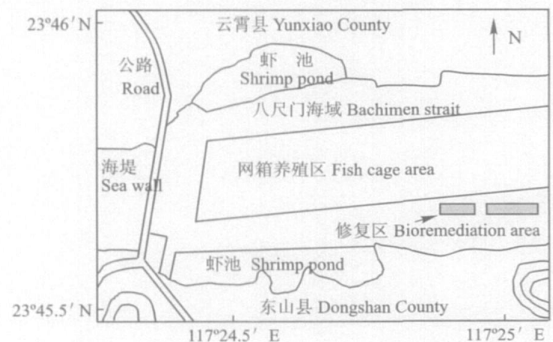 23°46′N
云霄县 Yunxiao County
N
公路
Road
虾 池
Shrimp pond
八尺门海域 Bachimen strait
海堤
Sea wall
网箱养殖区 Fish cage area
修复区 Bioremediation area
虾池 Shrimp pond
23°45.5′N
东山县 Dongshan County
117°24.5′ E
117°25′ E